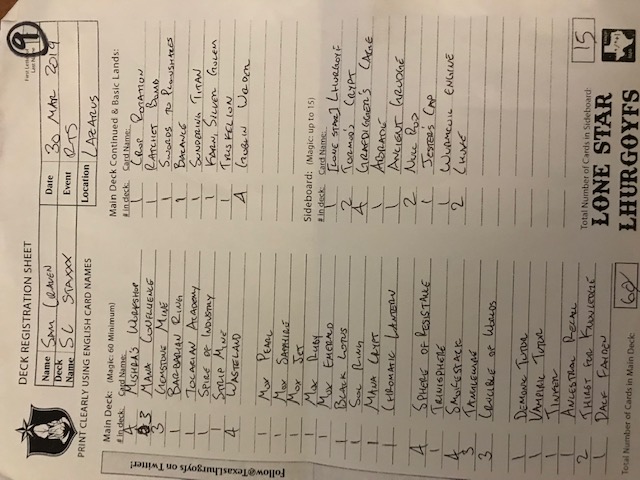 DECK REGISTRATION SHEET
First Letter of
Last Name
9
Name SAM CRAVEN
Date 30 MAR 2019
Deck Name SC STAXXX
Event RTS
Location LAZARUS
PRINT CLEARLY USING ENGLISH CARD NAMES
Follow @TexasLhurgoyfs on Twitter!
Main Deck: (Magic: 60 Minimum)
# in deck: Card Name:
4 MISHRA'S WORKSHOP
3 MANA CONFLUENCE
3 GEMSTONE MINE
1 BARBARIAN RING
1 TOLARIAN ACADEMY
1 SPIRE OF INDUSTRY
1 STRIP MINE
4 WASTELAND
1 MOX PEARL
1 MOX SAPPHIRE
1 MOX JET
1 MOX RUBY
1 MOX EMERALD
1 BLACK LOTUS
1 SOL RING
1 MANA CRYPT
1 CHROMATIC LANTERN
4 SPHERE OF RESISTANCE
1 TRINISPHERE
4 SMOKESTACK
3 TANGLEWIRE
3 CRUCIBLE OF WORLDS
1 DEMONIC TUTOR
1 VAMPIRIC TUTOR
1 TINKER
1 ANCESTRAL RECALL
2 THIRST FOR KNOWLEDGE
1 DACK FAYDEN
Total Number of Cards in Main Deck: 60
Main Deck Continued & Basic Lands:
# in deck: Card Name:
1 CROP ROTATION
1 RATCHET BOMB
1 SWORDS TO PLOWSHARES
1 BALANCE
1 SUNDERING TITAN
1 KARN, SILVER GOLEM
1 TRISKELION
4 GOBLIN WELDER
Sideboard: (Magic: up to 15)
# in deck: Card Name:
1 [LONE STAR] LHURGOYF
2 TORMOD'S CRYPT
4 GRAFDIGGER'S CAGE
1 ABRADE
1 ANCIENT GRUDGE
2 NULL ROD
1 JESTER'S CAP
1 WURMCOIL ENGINE
2 CHOKE
Total Number of Cards in Sideboard: 15
LONE STAR
LHURGOYFS